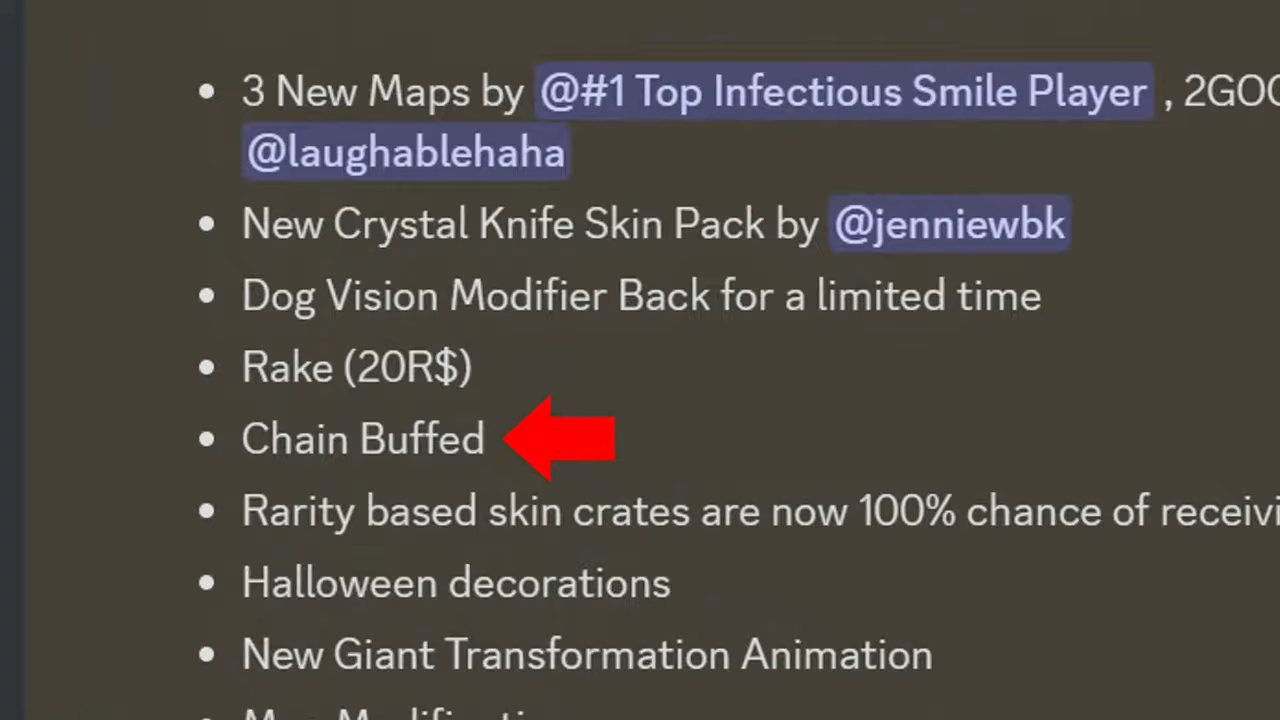 3 New Maps by @#1 Top Infectious Smile Player , 2GOO
@laughablehaha
New Crystal Knife Skin Pack by @jenniewbk
Dog Vision Modifier Back for a limited time
Rake (20R$)
Chain Buffed
Rarity based skin crates are now 100% chance of receivi
Halloween decorations
New Giant Transformation Animation